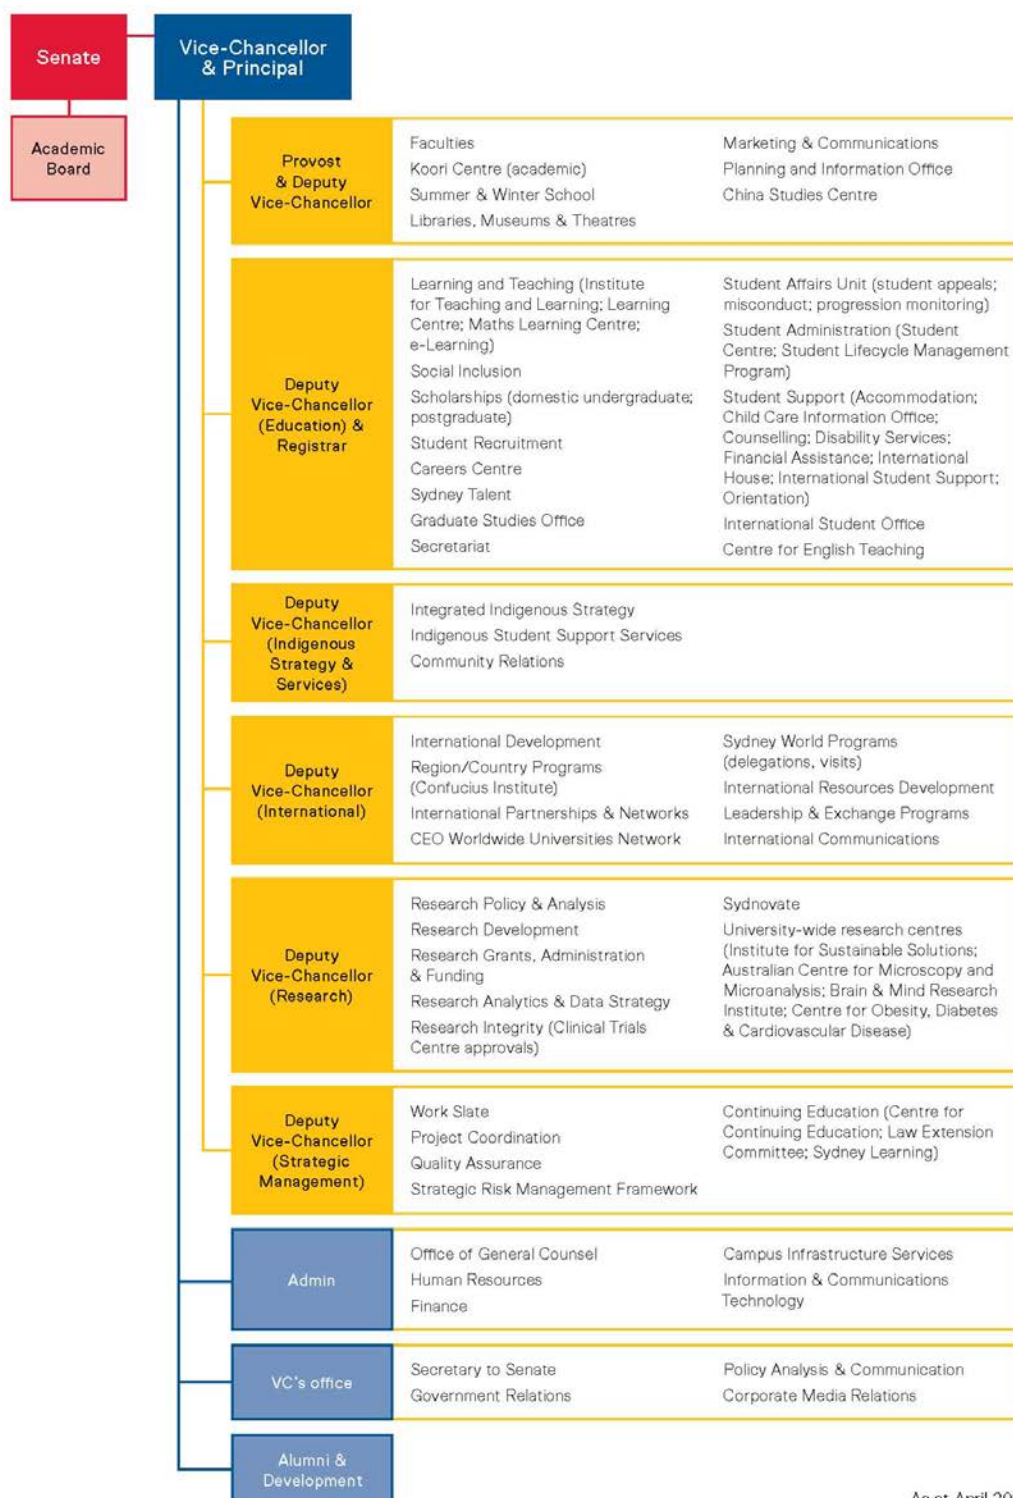 Senate
Vice-Chancellor
& Principal
Academic
Board
Provost
& Deputy
Vice-Chancellor
Faculties
Koori Centre (academic)
Summer & Winter School
Libraries, Museums & Theatres
Marketing & Communications
Planning and Information Office
China Studies Centre
Deputy
Vice-Chancellor
(Education) &
Registrar
Learning and Teaching (Institute
for Teaching and Learning; Learning
Centre; Maths Learning Centre;
e-Learning)
Social Inclusion
Scholarships (domestic undergraduate;
postgraduate)
Student Recruitment
Careers Centre
Sydney Talent
Graduate Studies Office
Secretariat
Student Affairs Unit (student appeals;
misconduct; progression monitoring)
Student Administration (Student
Centre; Student Lifecycle Management
Program)
Student Support (Accommodation;
Child Care Information Office;
Counselling; Disability Services;
Financial Assistance; International
House; International Student Support;
Orientation)
International Student Office
Centre for English Teaching
Deputy
Vice-Chancellor
(Indigenous
Strategy &
Services)
Integrated Indigenous Strategy
Indigenous Student Support Services
Community Relations
Deputy
Vice-Chancellor
(International)
International Development
Region/Country Programs
(Confucius Institute)
International Partnerships & Networks
CEO Worldwide Universities Network
Sydney World Programs
(delegations, visits)
International Resources Development
Leadership & Exchange Programs
International Communications
Deputy
Vice-Chancellor
(Research)
Research Policy & Analysis
Research Development
Research Grants, Administration
& Funding
Research Analytics & Data Strategy
Research Integrity (Clinical Trials
Centre approvals)
Sydnovate
University-wide research centres
(Institute for Sustainable Solutions;
Australian Centre for Microscopy and
Microanalysis; Brain & Mind Research
Institute; Centre for Obesity, Diabetes
& Cardiovascular Disease)
Deputy
Vice-Chancellor
(Strategic
Management)
Work Slate
Project Coordination
Quality Assurance
Strategic Risk Management Framework
Continuing Education (Centre for
Continuing Education; Law Extension
Committee; Sydney Learning)
Admin
Office of General Counsel
Human Resources
Finance
Campus Infrastructure Services
Information & Communications
Technology
VC's office
Secretary to Senate
Government Relations
Policy Analysis & Communication
Corporate Media Relations
Alumni &
Development
As at April